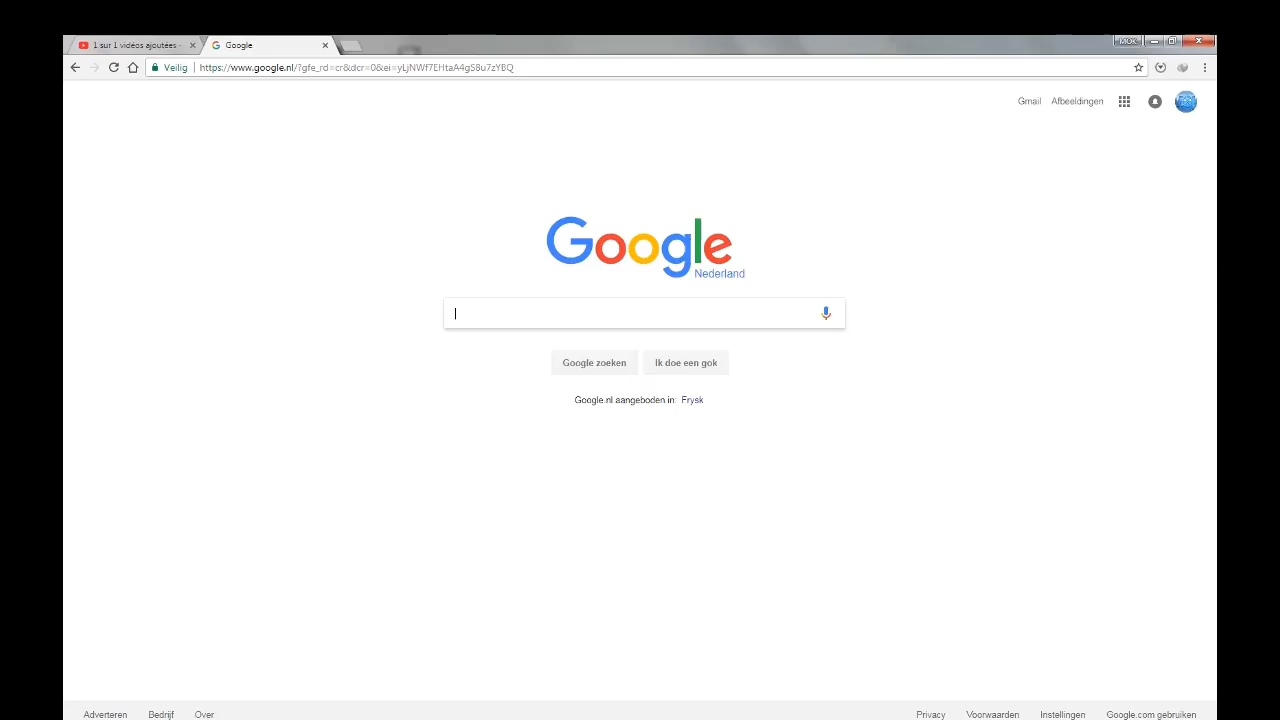 1 sur 1 vidéos ajoutées -
Google
Veilig
https://www.google.nl/?gfe_rd=cr&dcr=0&ei=yLjNWf7EHtaA4gS8u7zYBQ
Gmail Afbeeldingen
Google
Nederland
Google zoeken Ik doe een gok
Google.nl aangeboden in: Frysk
Adverteren Bedrijf Over Privacy Voorwaarden Instellingen Google.com gebruiken